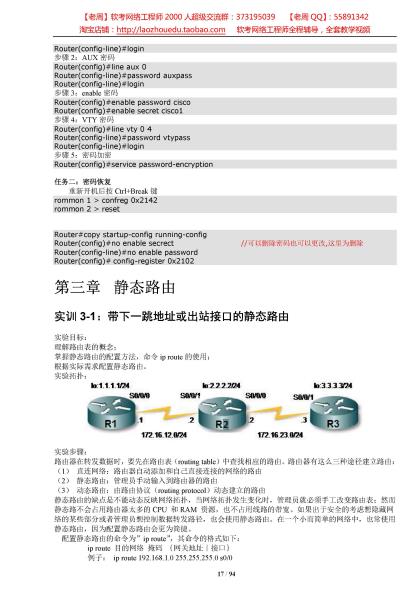 【老周】软考网络工程师 2000 人超级交流群：373195039 【老周 QQ】：55891342
淘宝店铺：http://laozhouedu.taobao.com 软考网络工程师全程辅导，全套教学视频
Router(config-line)#login
步骤 2：AUX 密码
Router(config)#line aux 0
Router(config-line)#password auxpass
Router(config-line)#login
步骤 3：enable 密码
Router(config)#enable password cisco
Router(config)#enable secret cisco1
步骤 4：VTY 密码
Router(config)#line vty 0 4
Router(config-line)#password vtypass
Router(config-line)#login
步骤 5：密码加密
Router(config)#service password-encryption
任务二：密码恢复
重新开机后按 Ctrl+Break 键
rommon 1 > confreg 0x2142
rommon 2 > reset
Router#copy startup-config running-config
Router(config)#no enable secrect //可以删除密码也可以更改,这里为删除
Router(config-line)#no enable password
Router(config)# config-register 0x2102
第三章 静态路由
实训 3-1：带下一跳地址或出站接口的静态路由
实验目标：
理解路由表的概念；
掌握静态路由的配置方法，命令 ip route 的使用；
根据实际需求配置静态路由。
实验拓扑：
lo:1.1.1.1/24 lo:2.2.2.2/24 lo:3.3.3.3/24
S0/0/0 S0/0/1 S0/0/0 S0/0/1
R1 .1 .2 R2 .2 .3 R3
172.16.12.0/24 172.16.23.0/24
实验步骤：
路由器在转发数据时，要先在路由表（routing table）中查找相应的路由。路由器有这么三种途径建立路由：
（1） 直连网络：路由器自动添加和自己直接连接的网络的路由
（2） 静态路由：管理员手动输入到路由器的路由
（3） 动态路由：由路由协议（routing protocol）动态建立的路由
静态路由的缺点是不能动态反映网络拓扑，当网络拓扑发生变化时，管理员就必须手工改变路由表；然而
静态路不会占用路由器太多的 CPU 和 RAM 资源，也不占用线路的带宽。如果出于安全的考虑想隐藏网
络的某些部分或者管理员想控制数据转发路径，也会使用静态路由。在一个小而简单的网络中，也常使用
静态路由，因为配置静态路由会更为简捷。
配置静态路由的命令为" ip route"，其命令的格式如下：
ip route 目的网络 掩码 {网关地址 | 接口}
例子： ip route 192.168.1.0 255.255.255.0 s0/0
17 / 94